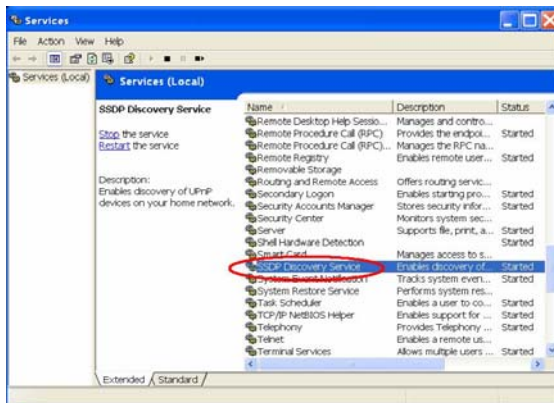 Services
File Action View Help
Services (Local)
Services (Local)
SSDP Discovery Service
Stop the service
Restart the service
Description:
Enables discovery of UPnP
devices on your home network.
Name Description Status
Remote Desktop Help Sessio... Manages and contro...
Remote Procedure Call (RPC) Provides the endpoi... Started
Remote Procedure Call (RPC)... Manages the RPC na...
Remote Registry Enables remote user... Started
Removable Storage
Routing and Remote Access Offers routing servic...
Secondary Logon Enables starting pro... Started
Security Accounts Manager Stores security infor... Started
Security Center Monitors system sec...
Server Supports file, print, a... Started
Shell Hardware Detection Started
Smart Card Manages access to s...
SSDP Discovery Service Enables discovery of... Started
System Event Notification Tracks system even... Started
System Restore Service Performs system res...
Task Scheduler Enables a user to co... Started
TCP/IP NetBIOS Helper Enables support for ... Started
Telephony Provides Telephony ... Started
Telnet Enables a remote us...
Terminal Services Allows multiple users ... Started
Extended Standard